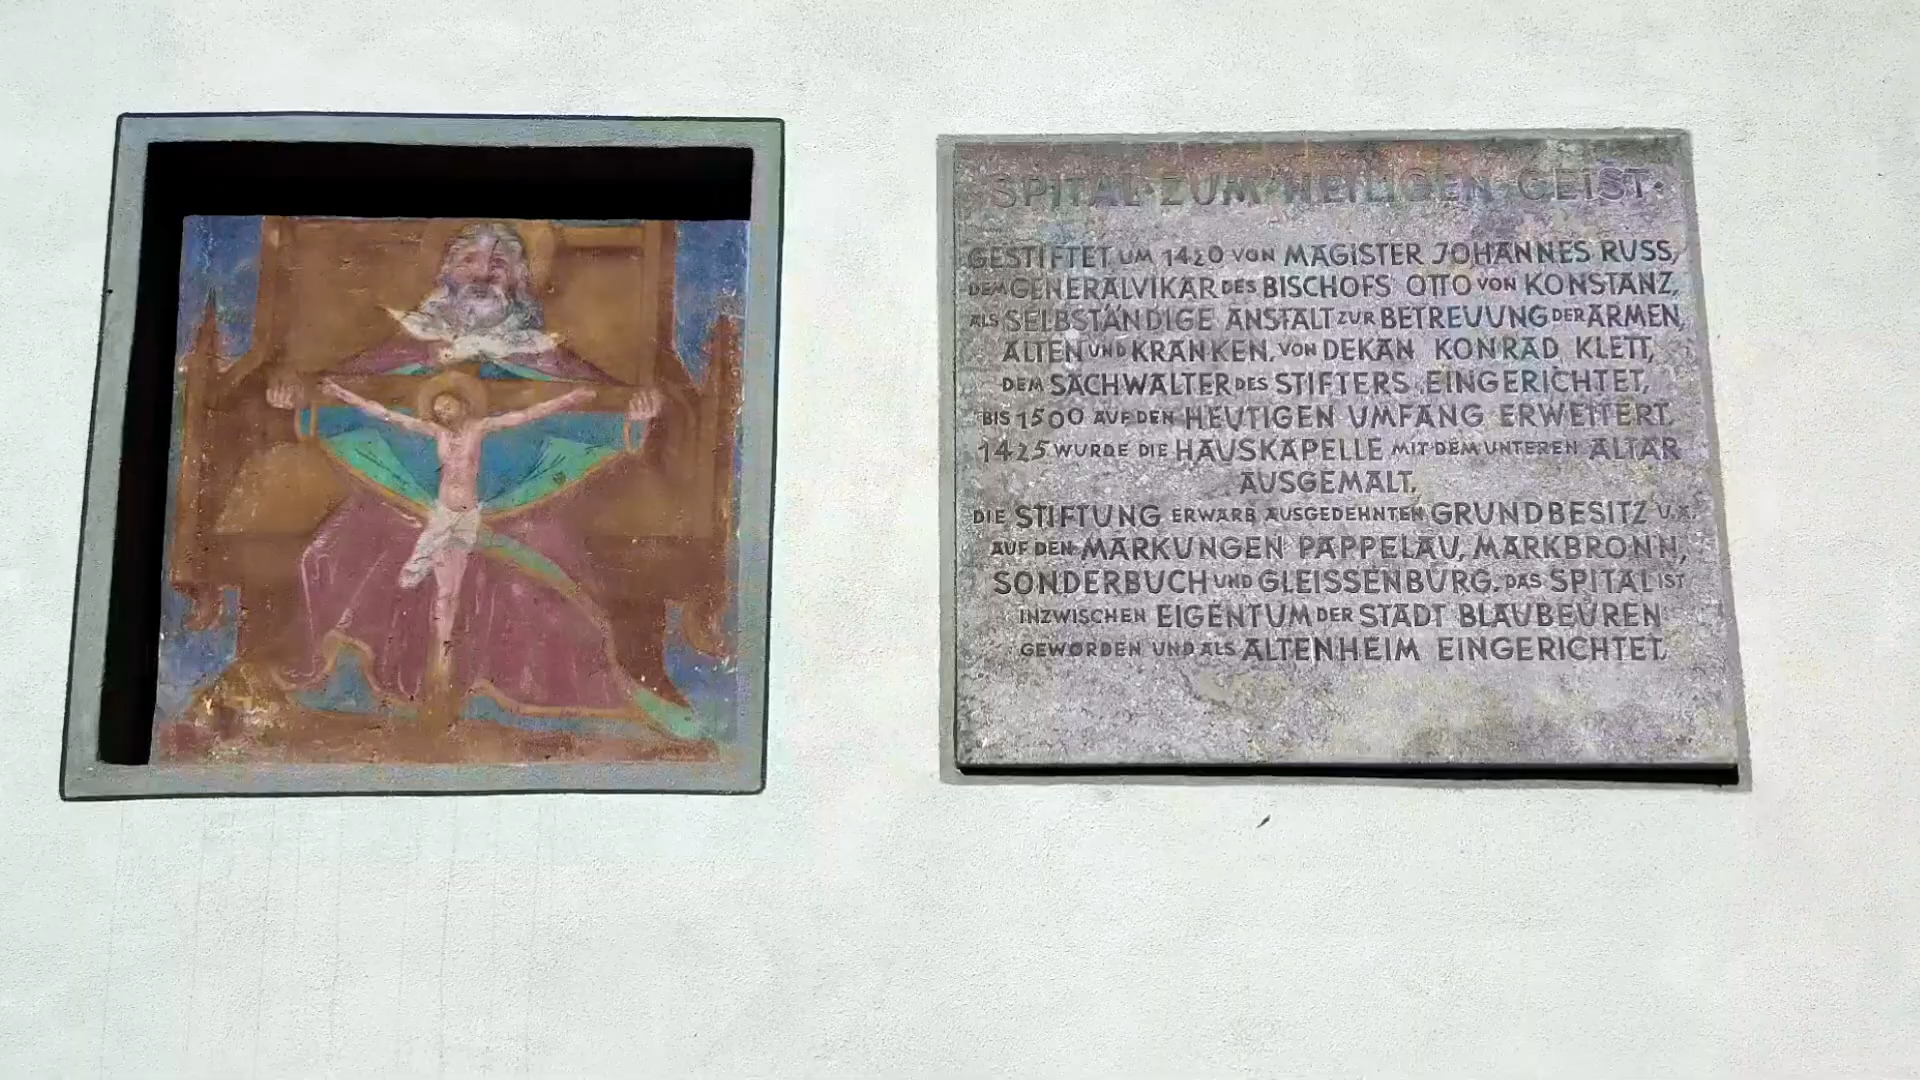 SPITAL·ZUM·HEILIGEN·GEIST·
GESTIFTET UM 1420 VON MAGISTER JOHANNES RUSS,
DEM GENERALVIKAR DES BISCHOFS OTTO VON KONSTANZ,
ALS SELBSTÄNDIGE ANSTALT ZUR BETREUUNG DER ARMEN,
ALTEN UND KRANKEN. VON DEKAN KONRAD KLETT,
DEM SACHWALTER DES STIFTERS EINGERICHTET,
BIS 1500 AUF DEN HEUTIGEN UMFANG ERWEITERT.
1425 WURDE DIE HAUSKAPELLE MIT DEM UNTEREN ALTAR
AUSGEMALT.
DIE STIFTUNG ERWARB AUSGEDEHNTEN GRUNDBESITZ U.A.
AUF DEN MARKUNGEN PAPPELAU, MARKBRONN,
SONDERBUCH UND GLEISSENBURG. DAS SPITAL IST
INZWISCHEN EIGENTUM DER STADT BLAUBEUREN
GEWORDEN UND ALS ALTENHEIM EINGERICHTET.